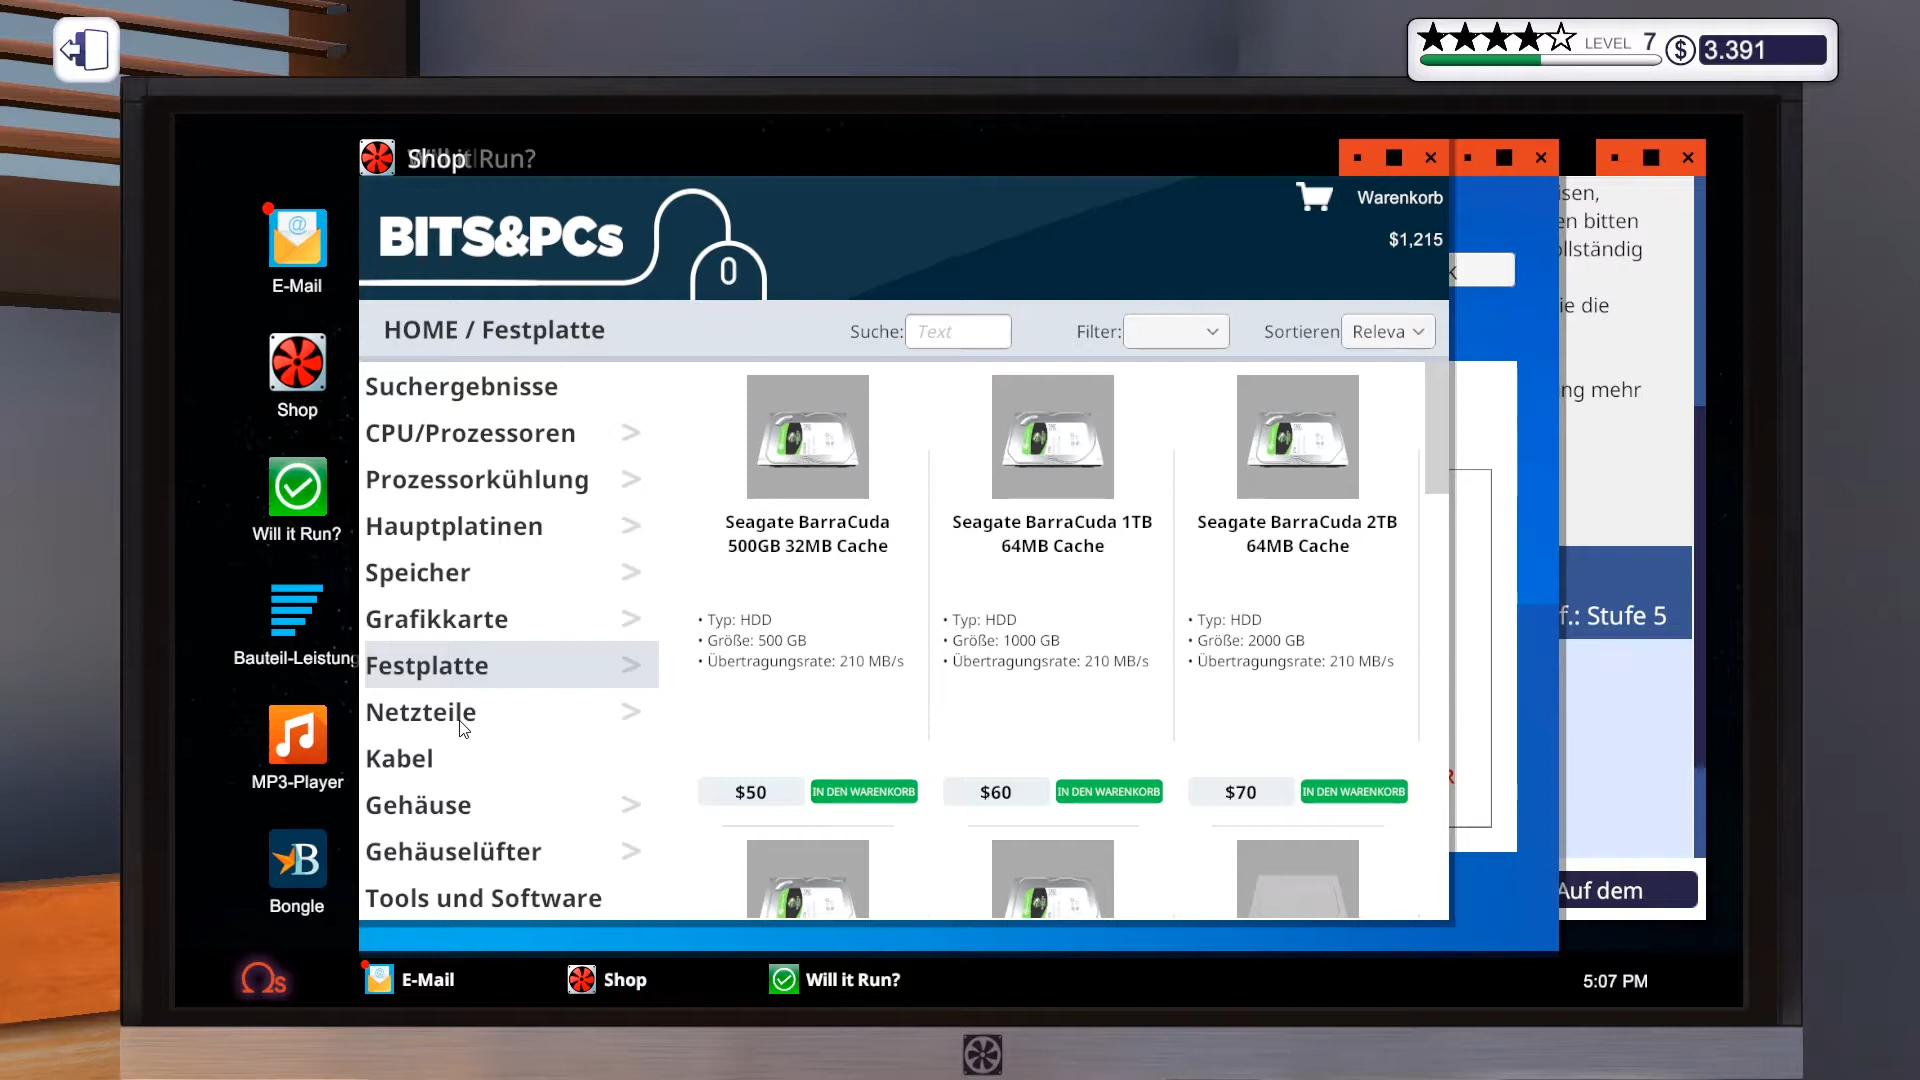 LEVEL 7
3.391
Shop
Run?
Warenkorb
$1,215
BITS&PCs
HOME / Festplatte
Suche:
Text
Filter:
Sortieren
Releva
E-Mail
Shop
Will it Run?
Bauteil-Leistung
MP3-Player
Bongle
Suchergebnisse
CPU/Prozessoren
Prozessorkühlung
Hauptplatinen
Speicher
Grafikkarte
Festplatte
Netzteile
Kabel
Gehäuse
Gehäuselüfter
Tools und Software
Seagate BarraCuda
500GB 32MB Cache
• Typ: HDD
• Größe: 500 GB
• Übertragungsrate: 210 MB/s
$50
IN DEN WARENKORB
Seagate BarraCuda 1TB
64MB Cache
• Typ: HDD
• Größe: 1000 GB
• Übertragungsrate: 210 MB/s
$60
IN DEN WARENKORB
Seagate BarraCuda 2TB
64MB Cache
• Typ: HDD
• Größe: 2000 GB
• Übertragungsrate: 210 MB/s
$70
IN DEN WARENKORB
isen,
en bitten
ollständig
ie die
ng mehr
f.: Stufe 5
Auf dem
E-Mail
Shop
Will it Run?
5:07 PM